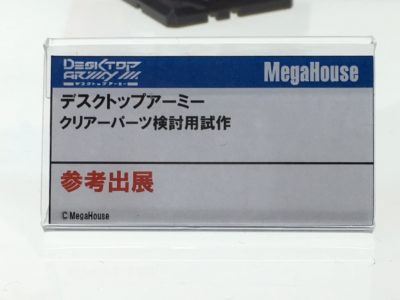 DESKTOP
ARMY
デスクトップアーミー
MegaHouse
デスクトップアーミー
クリアーパーツ検討用試作
参考出展
© MegaHouse